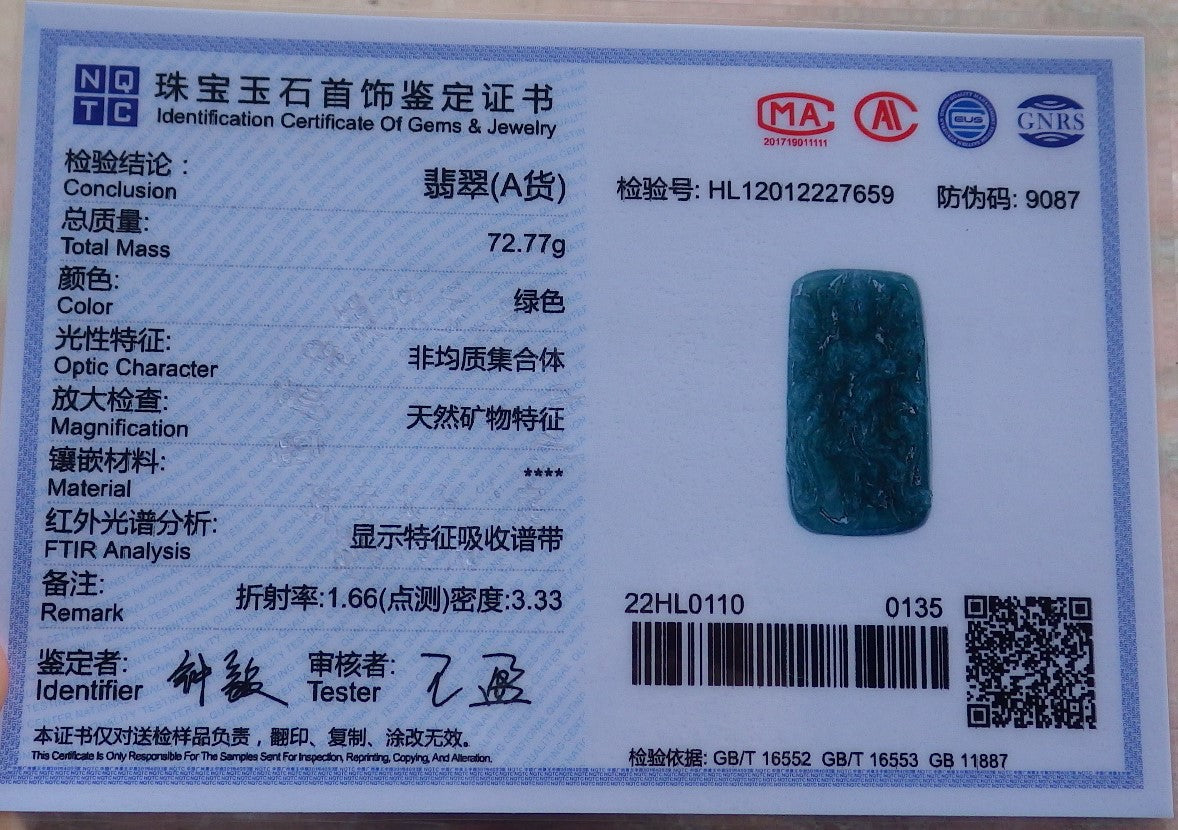 NQ
TC
珠宝玉石首饰鉴定证书
Identification Certificate Of Gems & Jewelry
检验结论:
Conclusion
翡翠(A货)
总质量:
Total Mass
72.77g
颜色:
Color
绿色
光性特征:
Optic Character
非均质集合体
放大检查:
Magnification
天然矿物特征
镶嵌材料:
Material
****
红外光谱分析:
FTIR Analysis
显示特征吸收谱带
备注:
Remark
折射率:1.66(点测)密度:3.33
鉴定者:
Identifier
审核者:
Tester
本证书仅对送检样品负责，翻印、复制、涂改无效。
This Certificate Is Only Responsible For The Samples Sent For Inspection, Reprinting, Copying, And Alteration.
MA
201719011111
GNRS
检验号: HL12012227659 防伪码: 9087
22HL0110 0135
检验依据: GB/T 16552 GB/T 16553 GB 11887